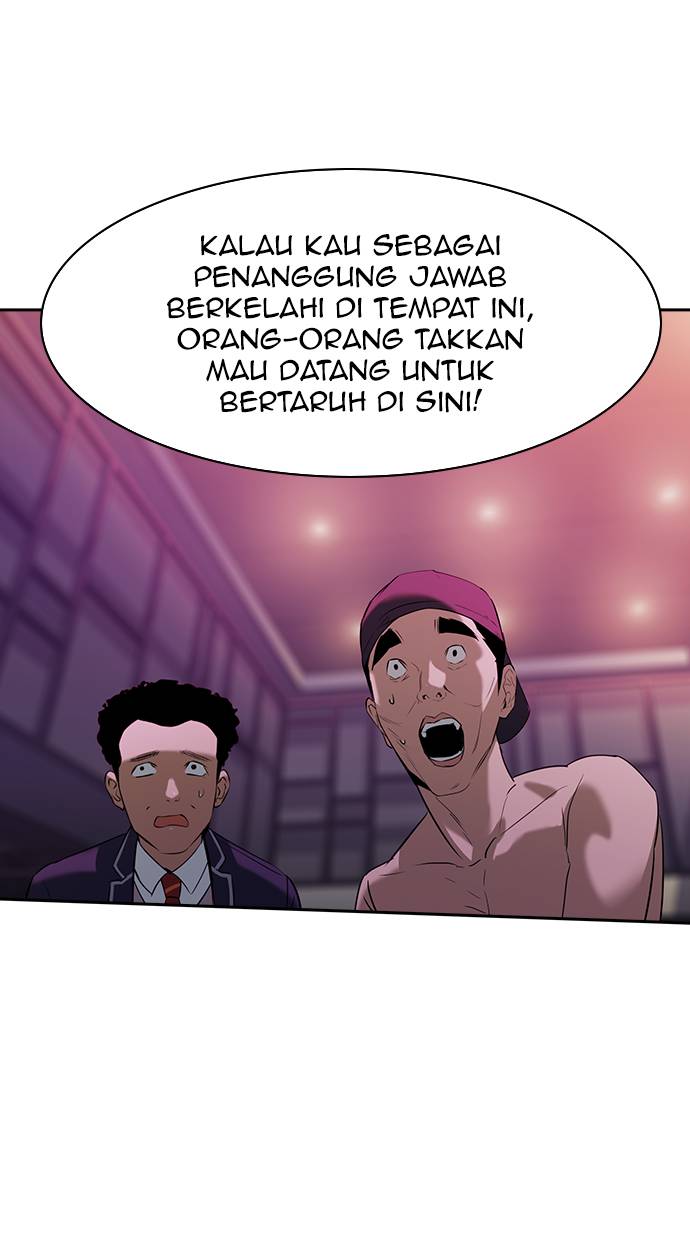 KALAU KAU SEBAGAI
PENANGGUNG JAWAB
BERKELAHI DI TEMPAT INI,
ORANG-ORANG TAKKAN
MAU DATANG UNTUK
BERTARUH DI SINI!